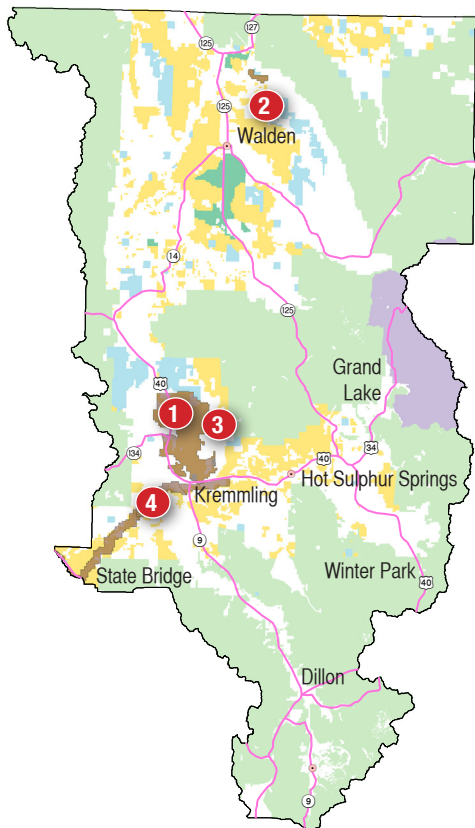 127
125
2
125
Walden
14
125
Grand
Lake
40
1
3
34
134
40
Hot Sulphur Springs
Kremmling
4
9
State Bridge
Winter Park
40
Dillon
9